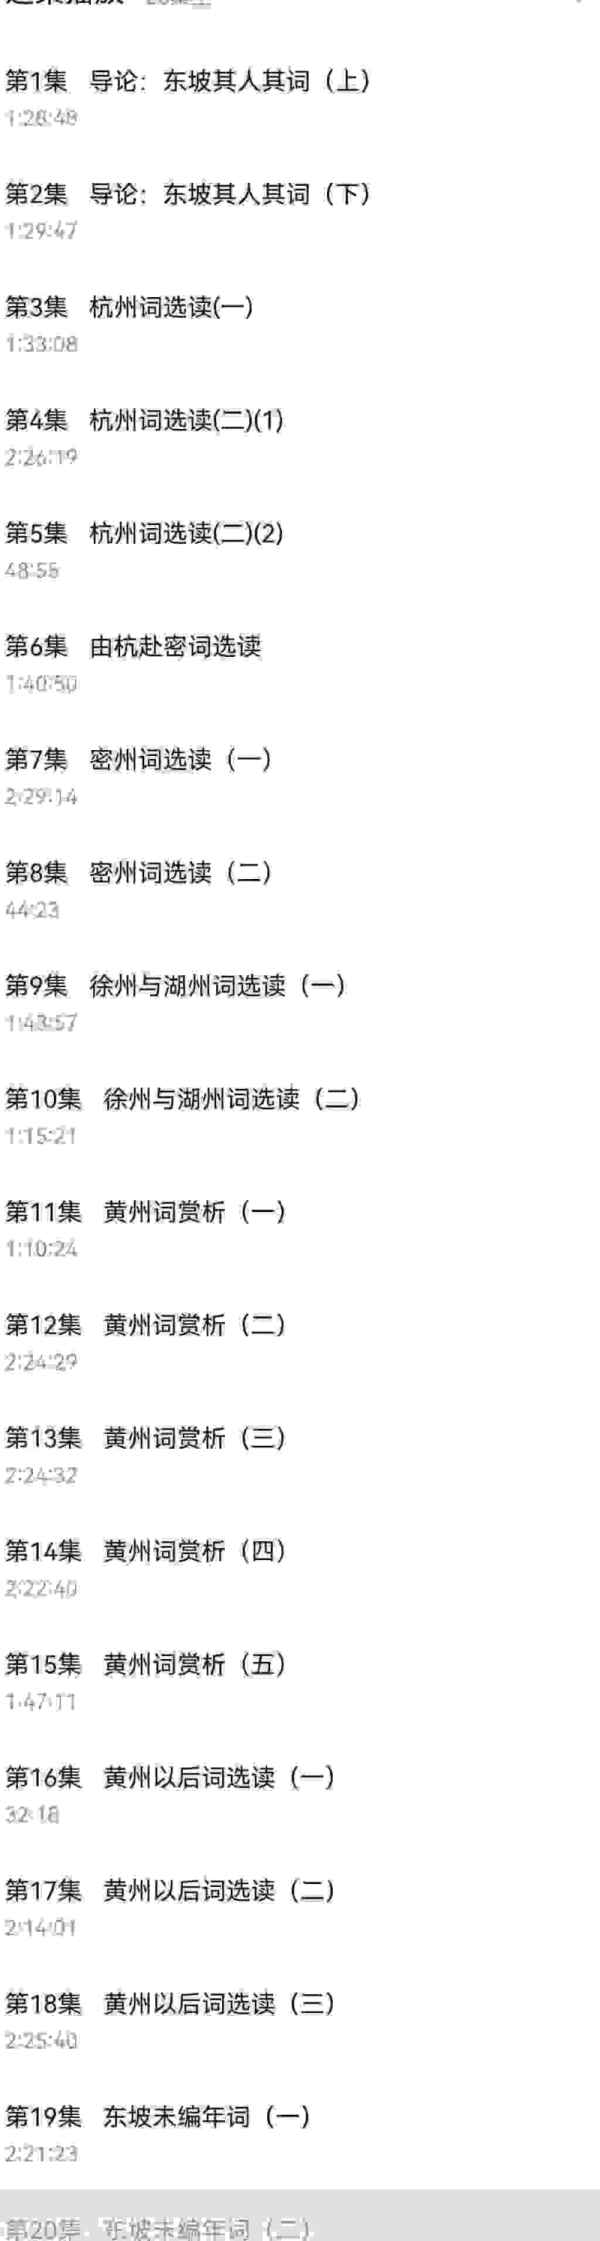 第1集 导论：东坡其人其词（上）
1:28:48
第2集 导论：东坡其人其词（下）
1:29:47
第3集 杭州词选读(一)
1:33:08
第4集 杭州词选读(二)(1)
2:26:19
第5集 杭州词选读(二)(2)
48:55
第6集 由杭赴密词选读
1:40:50
第7集 密州词选读（一）
2:29:14
第8集 密州词选读（二）
44:23
第9集 徐州与湖州词选读（一）
1:43:57
第10集 徐州与湖州词选读（二）
1:15:21
第11集 黄州词赏析（一）
1:10:24
第12集 黄州词赏析（二）
2:24:29
第13集 黄州词赏析（三）
2:24:32
第14集 黄州词赏析（四）
2:22:40
第15集 黄州词赏析（五）
1:47:11
第16集 黄州以后词选读（一）
32:18
第17集 黄州以后词选读（二）
2:14:01
第18集 黄州以后词选读（三）
2:25:40
第19集 东坡未编年词（一）
2:21:23
第20集 东坡未编年词（二）